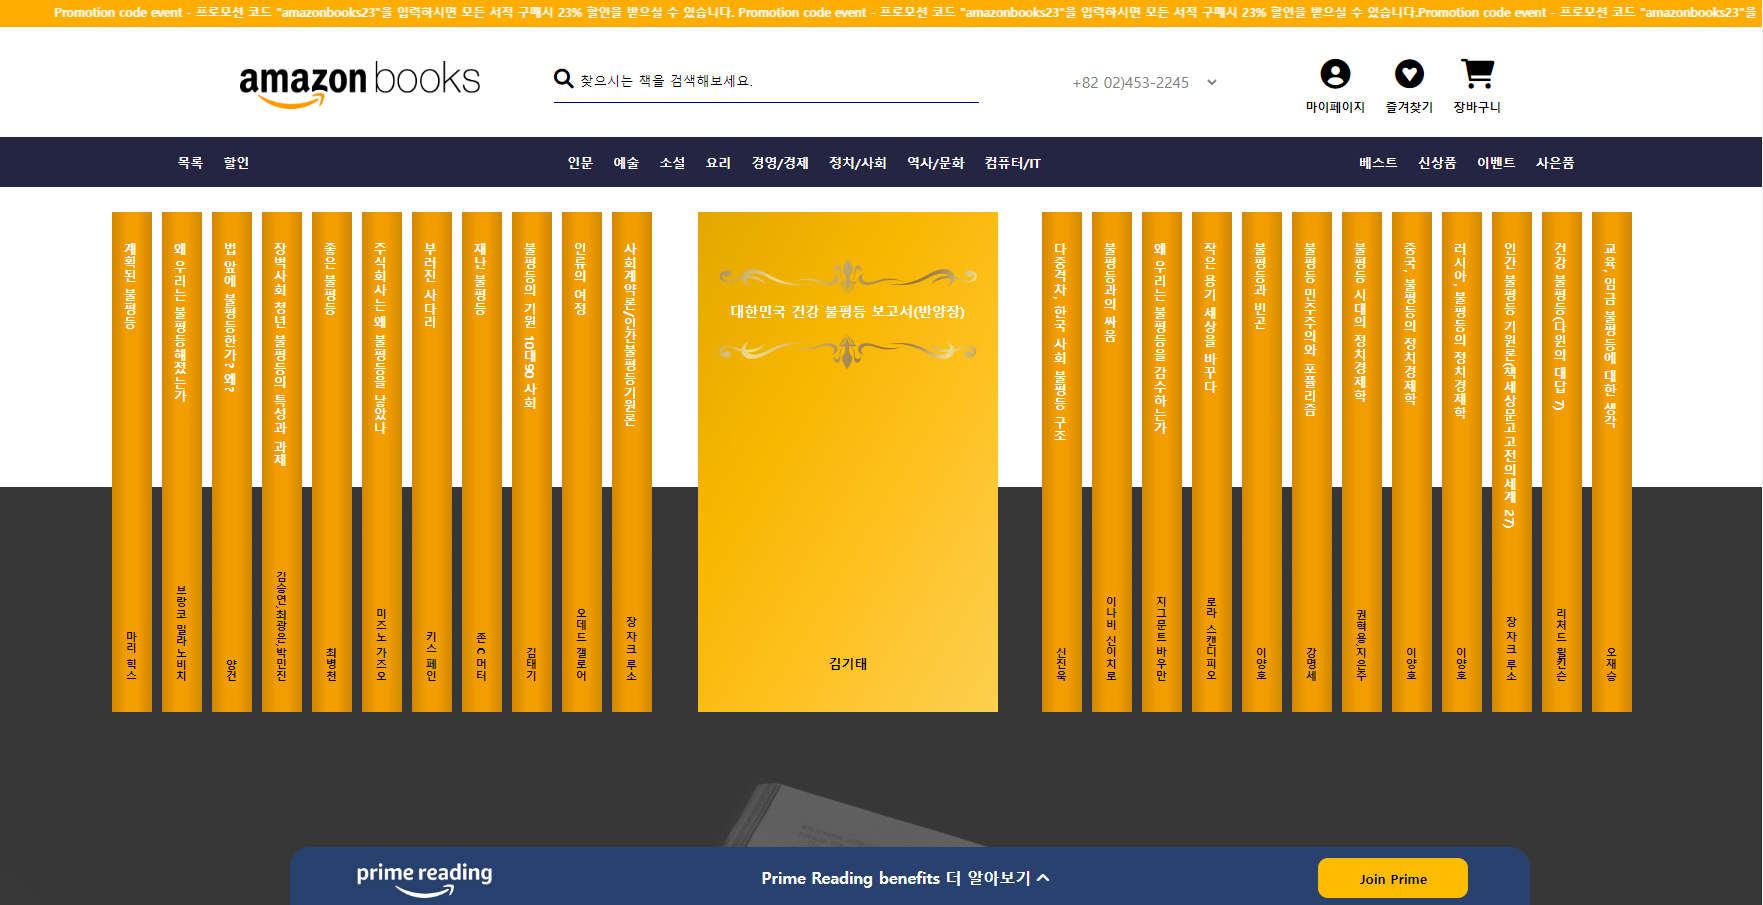 Promotion code event - 프로모션 코드 "amazonbooks23"을 입력하시면 모든 서적 구매시 23% 할인을 받으실 수 있습니다. Promotion code event - 프로모션 코드 "amazonbooks23"을 입력하시면 모든 서적 구매시 23% 할인을 받으실 수 있습니다.Promotion code event - 프로모션 코드 "amazonbooks23"을
amazon books
찾으시는 책을 검색해보세요.
+82 02)453-2245
마이페이지 즐겨찾기 장바구니
목록 할인 인문 예술 소설 요리 경영/경제 정치/사회 역사/문화 컴퓨터/IT 베스트 신상품 이벤트 사은품
계획된 불평등
마리 힉스
왜 우리는 불평등해졌는가
브랑코 밀라노비치
법 앞에 불평등한가? 왜?
양건
장벽사회 청년 불평등의 특성과 과제
김승연,최광은,박민진
좋은 불평등
최병천
주식회사는 왜 불평등을 낳았나
미즈노 가즈오
부러진 사다리
키스 페인
재난 불평등
존 C 머터
불평등의 기원 10대90 사회
김태기
인류의 여정
오데드 갤로어
사회계약론/인간불평등기원론
장 자크 루소
대한민국 건강 불평등 보고서(반양장)
김기태
다중격차, 한국 사회 불평등 구조
신진욱
불평등과의 싸움
이나비 신이치로
왜 우리는 불평등을 감수하는가
지그문트 바우만
작은 용기 세상을 바꾸다
로라 스캔디피오
불평등과 빈곤
이양호
불평등 민주주의와 포퓰리즘
강명세
불평등 시대의 정치경제학
권혁용,지은주
중국, 불평등의 정치경제학
이양호
러시아, 불평등의 정치경제학
이양호
인간 불평등 기원론(책세상문고고전의세계 27)
장 자크 루소
건강 불평등(다윈의 대답 7)
리처드 윌킨슨
교육, 임금 불평등에 대한 생각
오재승
prime reading
Prime Reading benefits 더 알아보기
Join Prime